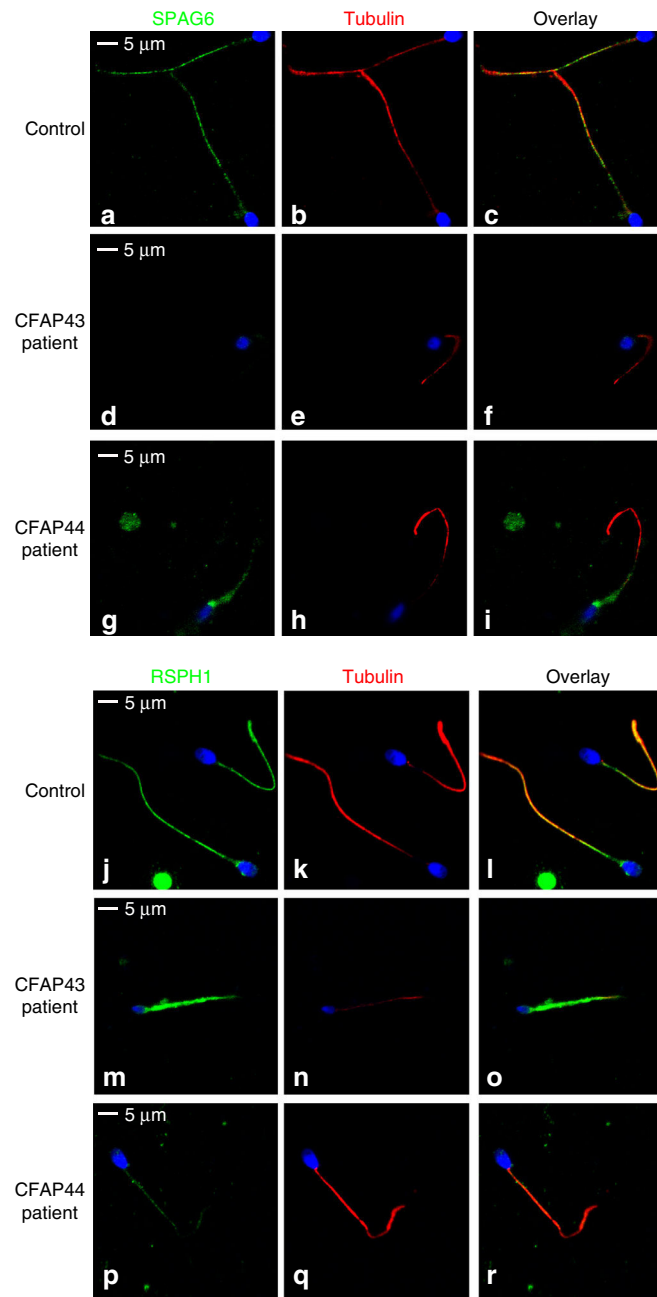 SPAG6 Tubulin Overlay
5 μm
Control
a b c
5 μm
CFAP43
patient
d e f
5 μm
CFAP44
patient
g h i
RSPH1 Tubulin Overlay
5 μm
Control
j k l
5 μm
CFAP43
patient
m n o
5 μm
CFAP44
patient
p q r